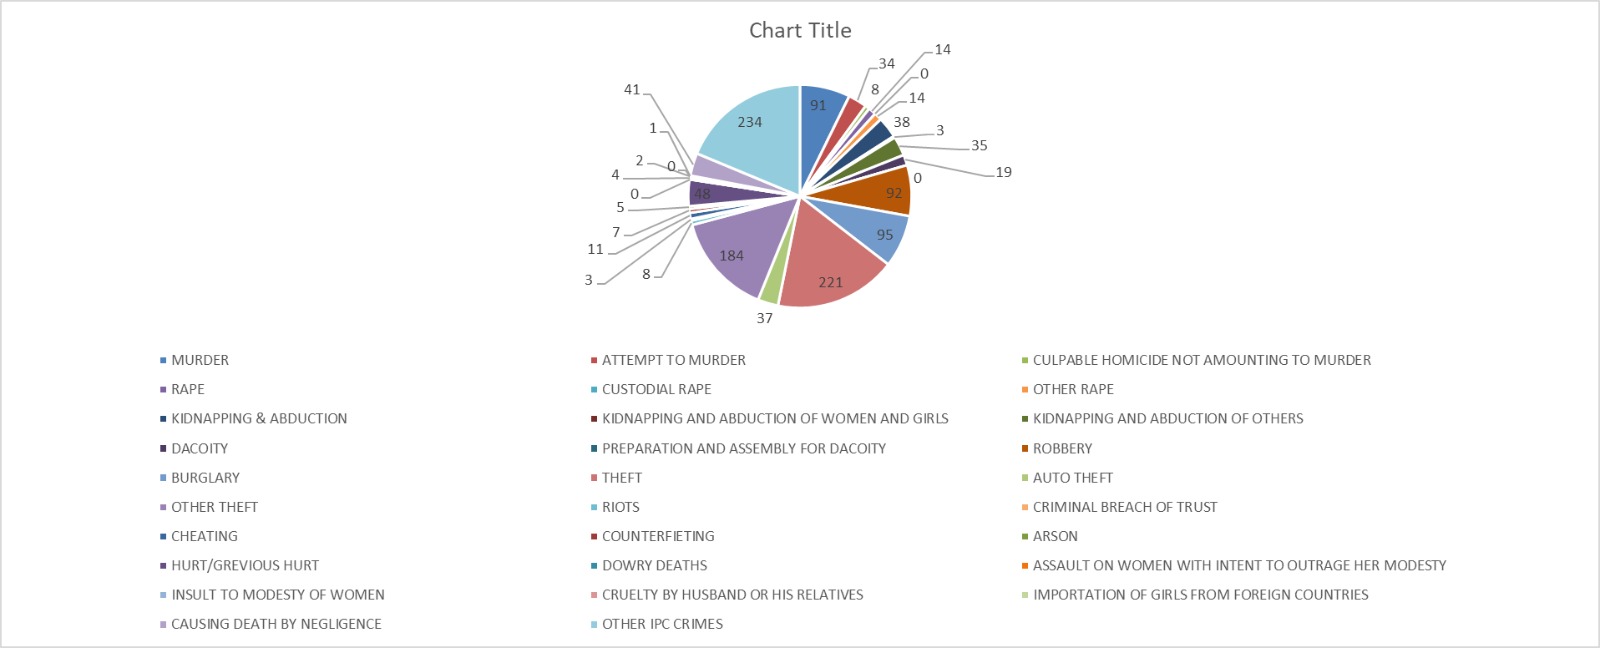 Chart Title
14
34
0
8
41
14
91
234
38
1
3
35
2
0
19
4
0
0
48
92
5
7
95
11
184
8
3
221
37
MURDER
ATTEMPT TO MURDER
CULPABLE HOMICIDE NOT AMOUNTING TO MURDER
RAPE
CUSTODIAL RAPE
OTHER RAPE
KIDNAPPING & ABDUCTION
KIDNAPPING AND ABDUCTION OF WOMEN AND GIRLS
KIDNAPPING AND ABDUCTION OF OTHERS
DACOITY
PREPARATION AND ASSEMBLY FOR DACOITY
ROBBERY
BURGLARY
THEFT
AUTO THEFT
OTHER THEFT
RIOTS
CRIMINAL BREACH OF TRUST
CHEATING
COUNTERFIETING
ARSON
HURT/GREVIOUS HURT
DOWRY DEATHS
ASSAULT ON WOMEN WITH INTENT TO OUTRAGE HER MODESTY
INSULT TO MODESTY OF WOMEN
CRUELTY BY HUSBAND OR HIS RELATIVES
IMPORTATION OF GIRLS FROM FOREIGN COUNTRIES
CAUSING DEATH BY NEGLIGENCE
OTHER IPC CRIMES